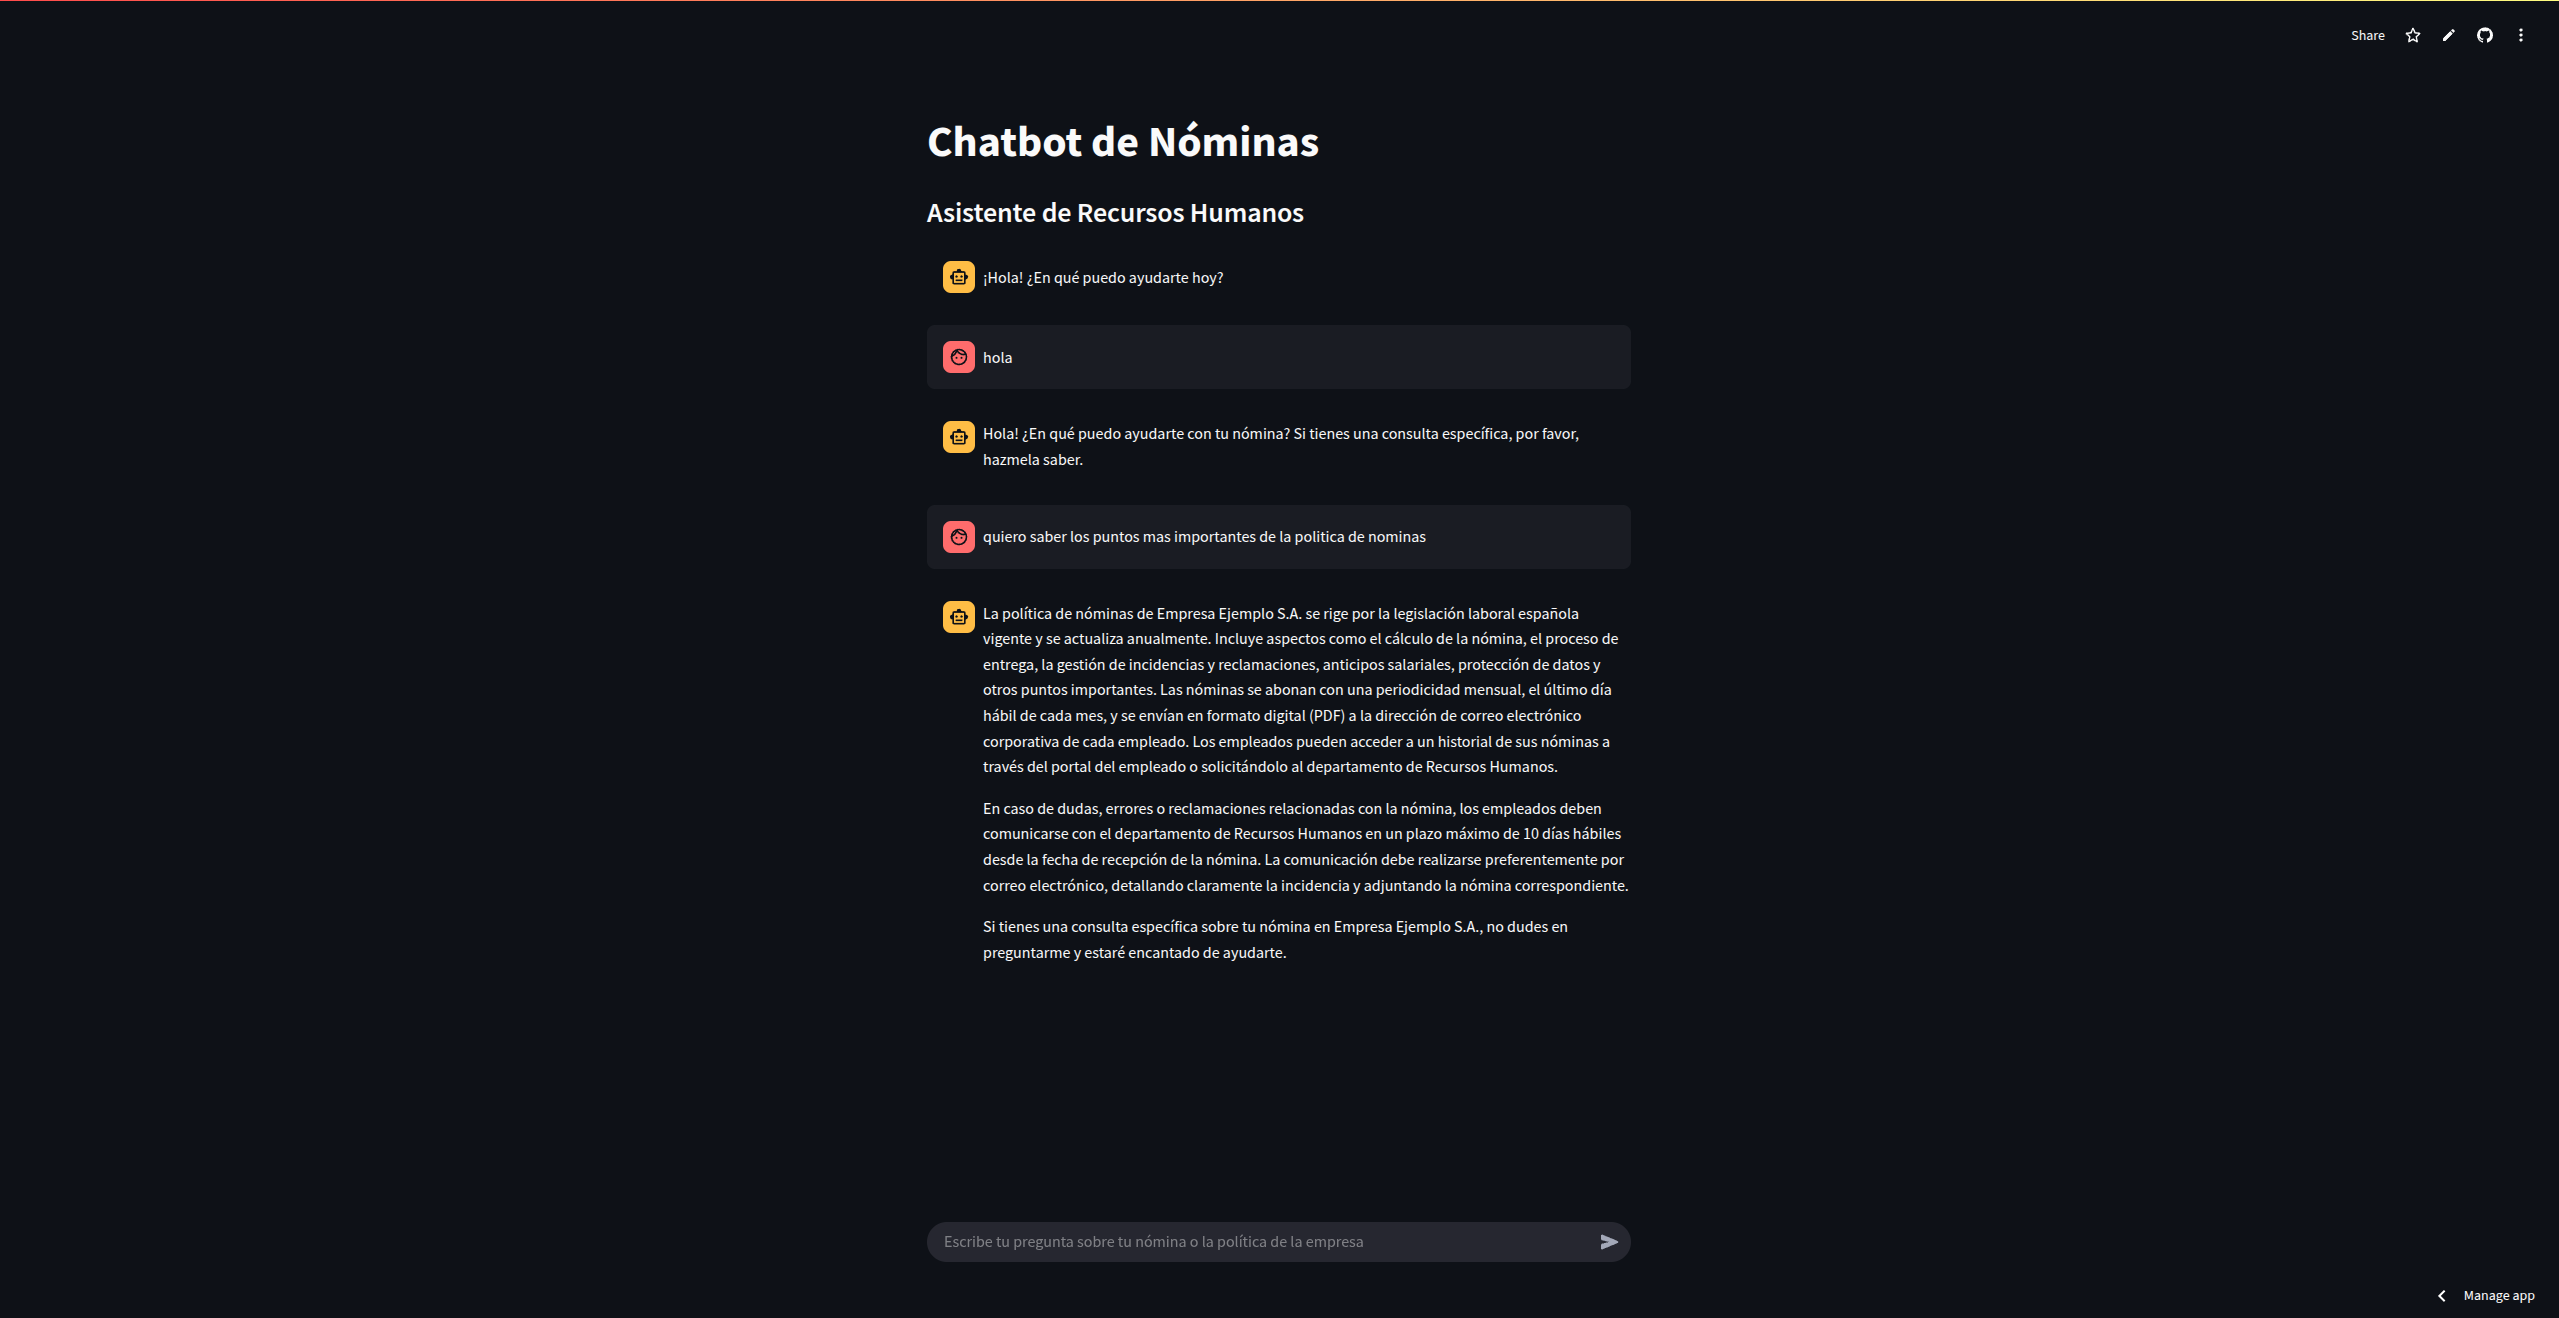 Share
Chatbot de Nóminas
Asistente de Recursos Humanos
¡Hola! ¿En qué puedo ayudarte hoy?
hola
Hola! ¿En qué puedo ayudarte con tu nómina? Si tienes una consulta específica, por favor,
hazmela saber.
quiero saber los puntos mas importantes de la politica de nominas
La política de nóminas de Empresa Ejemplo S.A. se rige por la legislación laboral española
vigente y se actualiza anualmente. Incluye aspectos como el cálculo de la nómina, el proceso de
entrega, la gestión de incidencias y reclamaciones, anticipos salariales, protección de datos y
otros puntos importantes. Las nóminas se abonan con una periodicidad mensual, el último día
hábil de cada mes, y se envían en formato digital (PDF) a la dirección de correo electrónico
corporativa de cada empleado. Los empleados pueden acceder a un historial de sus nóminas a
través del portal del empleado o solicitándolo al departamento de Recursos Humanos.
En caso de dudas, errores o reclamaciones relacionadas con la nómina, los empleados deben
comunicarse con el departamento de Recursos Humanos en un plazo máximo de 10 días hábiles
desde la fecha de recepción de la nómina. La comunicación debe realizarse preferentemente por
correo electrónico, detallando claramente la incidencia y adjuntando la nómina correspondiente.
Si tienes una consulta específica sobre tu nómina en Empresa Ejemplo S.A., no dudes en
preguntarme y estaré encantado de ayudarte.
Escribe tu pregunta sobre tu nómina o la política de la empresa
Manage app